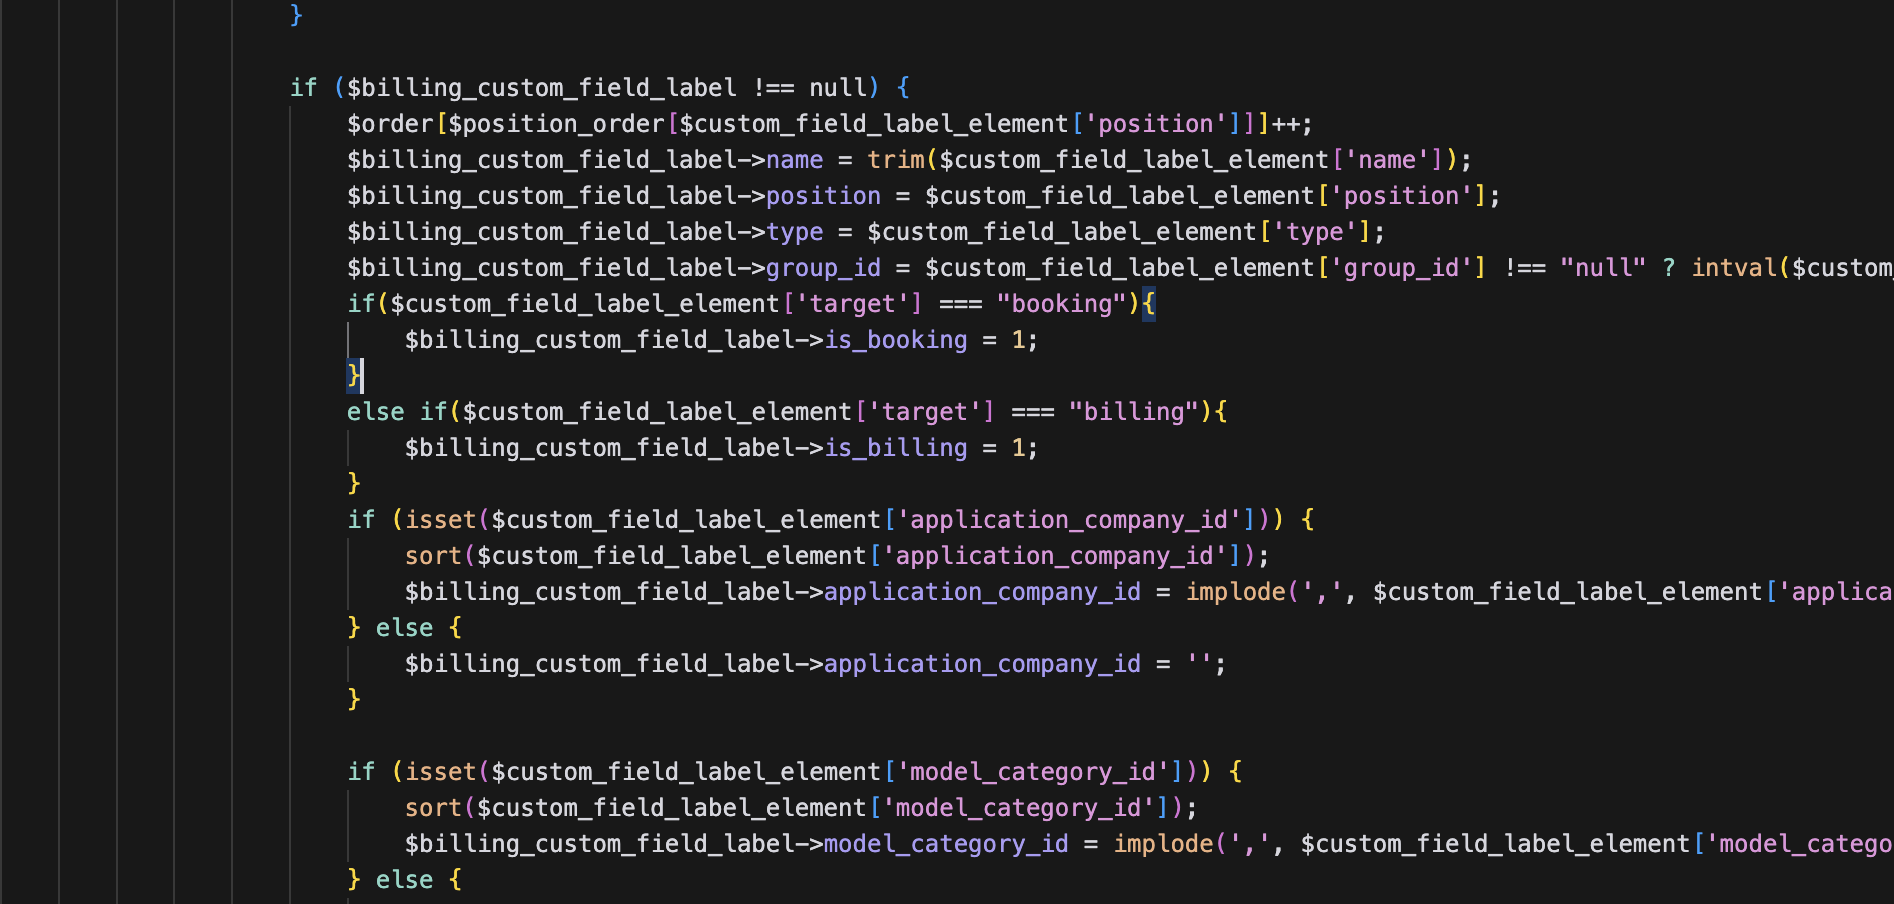 }
if ($billing_custom_field_label !== null) {
$order[$position_order[$custom_field_label_element['position']]]++;
$billing_custom_field_label->name = trim($custom_field_label_element['name']);
$billing_custom_field_label->position = $custom_field_label_element['position'];
$billing_custom_field_label->type = $custom_field_label_element['type'];
$billing_custom_field_label->group_id = $custom_field_label_element['group_id'] !== "null" ? intval($custom_
if($custom_field_label_element['target'] === "booking"){
$billing_custom_field_label->is_booking = 1;
}
else if($custom_field_label_element['target'] === "billing"){
$billing_custom_field_label->is_billing = 1;
}
if (isset($custom_field_label_element['application_company_id'])) {
sort($custom_field_label_element['application_company_id']);
$billing_custom_field_label->application_company_id = implode(',', $custom_field_label_element['applica
} else {
$billing_custom_field_label->application_company_id = '';
}
if (isset($custom_field_label_element['model_category_id'])) {
sort($custom_field_label_element['model_category_id']);
$billing_custom_field_label->model_category_id = implode(',', $custom_field_label_element['model_catego
} else {